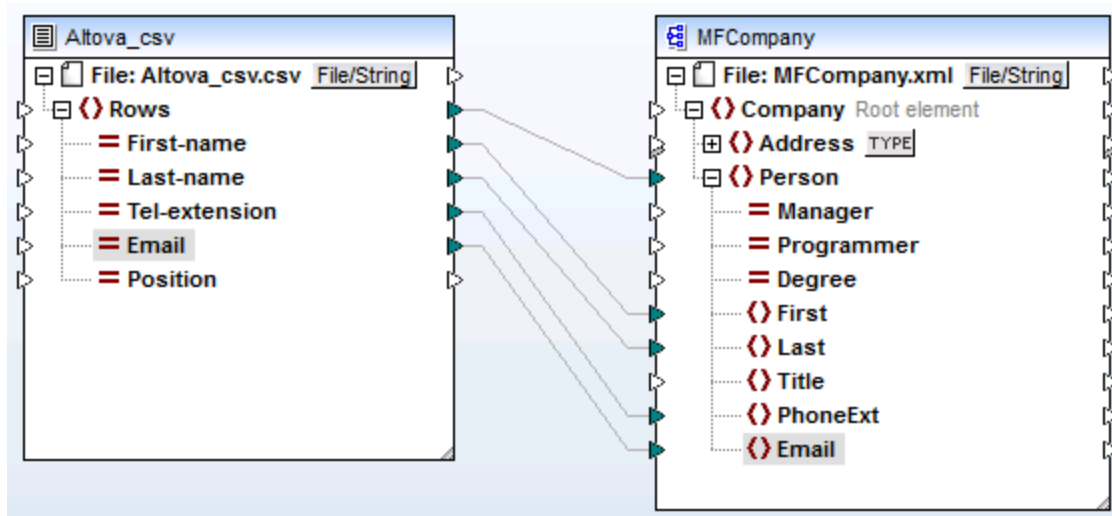 Altova_csv
File: Altova_csv.csv File/String
Rows
First-name
Last-name
Tel-extension
Email
Position
MFCompany
File: MFCompany.xml File/String
Company Root element
Address TYPE
Person
Manager
Programmer
Degree
First
Last
Title
PhoneExt
Email